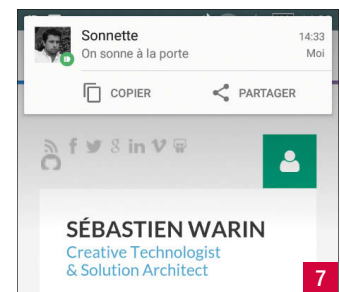 Sonnette 14:33
On sonne à la porte Moi
COPIER PARTAGER
SÉBASTIEN WARIN
Creative Technologist
& Solution Architect
7